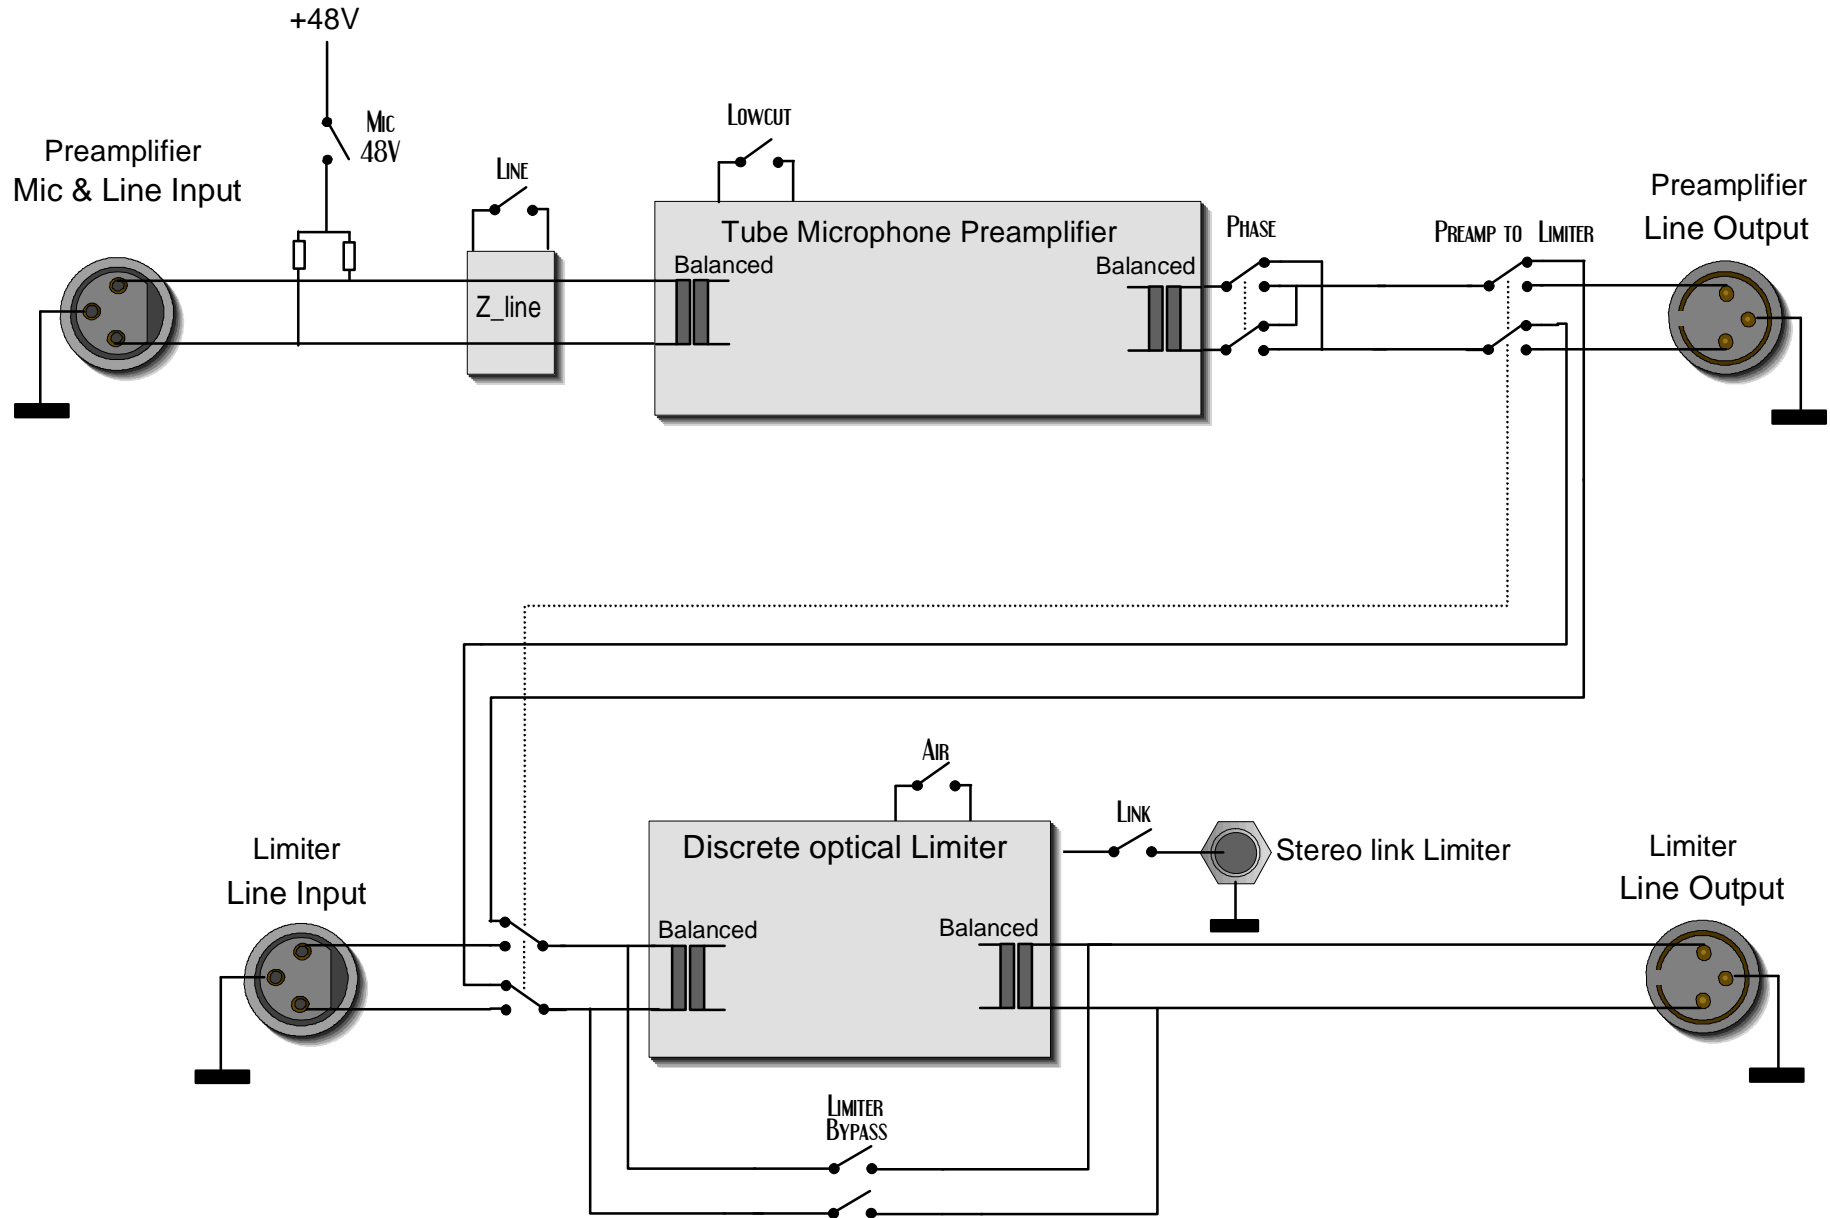 +48V
Mic
48V
Preamplifier
Mic & Line Input
Line
Z_line
Lowcut
Tube Microphone Preamplifier
Balanced
Balanced
Phase
Preamp to Limiter
Preamplifier
Line Output
Air
Link
Discrete optical Limiter
Stereo link Limiter
Limiter
Line Input
Balanced
Balanced
Limiter
Line Output
Limiter
Bypass